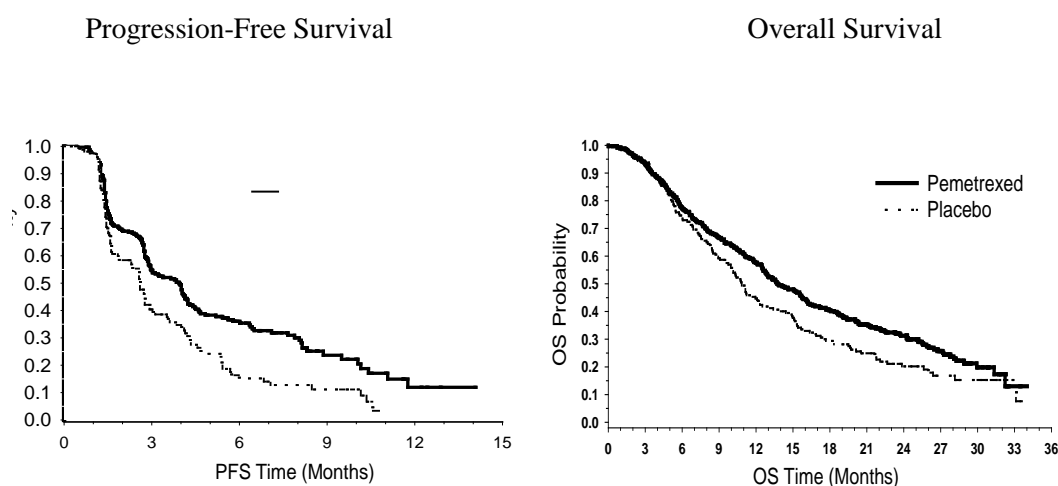 Progression-Free Survival
Overall Survival
1.0
0.9
0.8
0.7
0.6
0.5
0.4
0.3
0.2
0.1
0.0
0 3 6 9 12 15
PFS Time (Months)
OS Probability
1.0
0.9
0.8
0.7
0.6
0.5
0.4
0.3
0.2
0.1
0.0
Pemetrexed
Placebo
0 3 6 9 12 15 18 21 24 27 30 33 36
OS Time (Months)